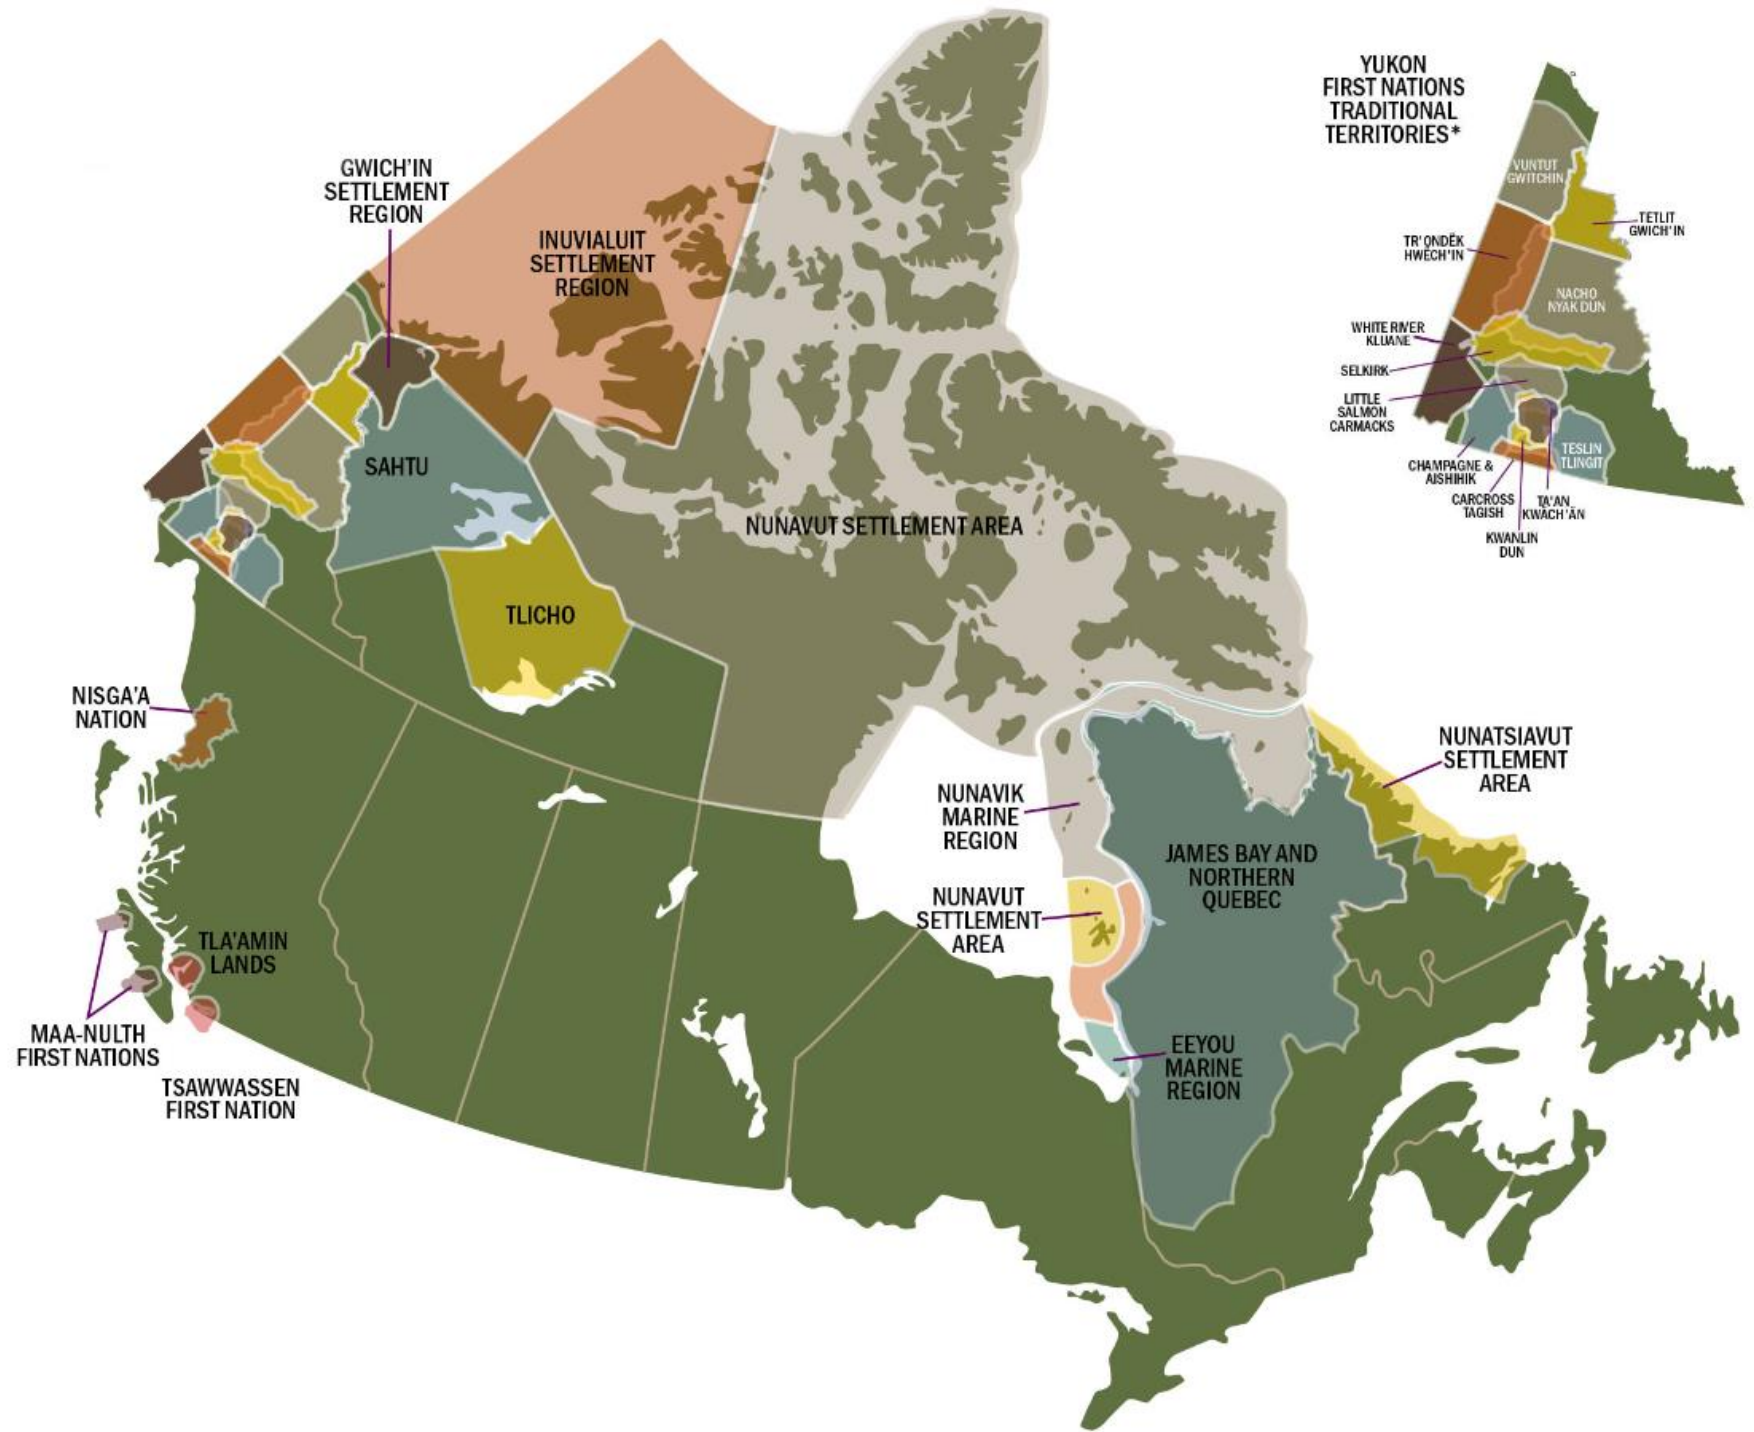 YUKON
FIRST NATIONS
TRADITIONAL
TERRITORIES*
GWICH'IN
SETTLEMENT
REGION
INUVIALUIT
SETTLEMENT
REGION
VUNTUT
GWITCHIN
TETLIT
GWICH'IN
TR'ONDËK
HWËCH'IN
NACHO
NYAK DUN
WHITE RIVER
KLUANE
SELKIRK
LITTLE
SALMON
CARMACKS
CHAMPAGNE &
AISHIHIK
TESLIN
TLINGIT
CARCROSS
TAGISH
TA'AN
KWACH'ÄN
KWANLIN
DUN
SAHTU
NUNAVUT SETTLEMENT AREA
TLICHO
NISGA'A
NATION
NUNATSIAVUT
SETTLEMENT
AREA
NUNAVIK
MARINE
REGION
JAMES BAY AND
NORTHERN
QUEBEC
NUNAVUT
SETTLEMENT
AREA
TLA'AMIN
LANDS
MAA-NULTH
FIRST NATIONS
EEYOU
MARINE
REGION
TSAWWASSEN
FIRST NATION